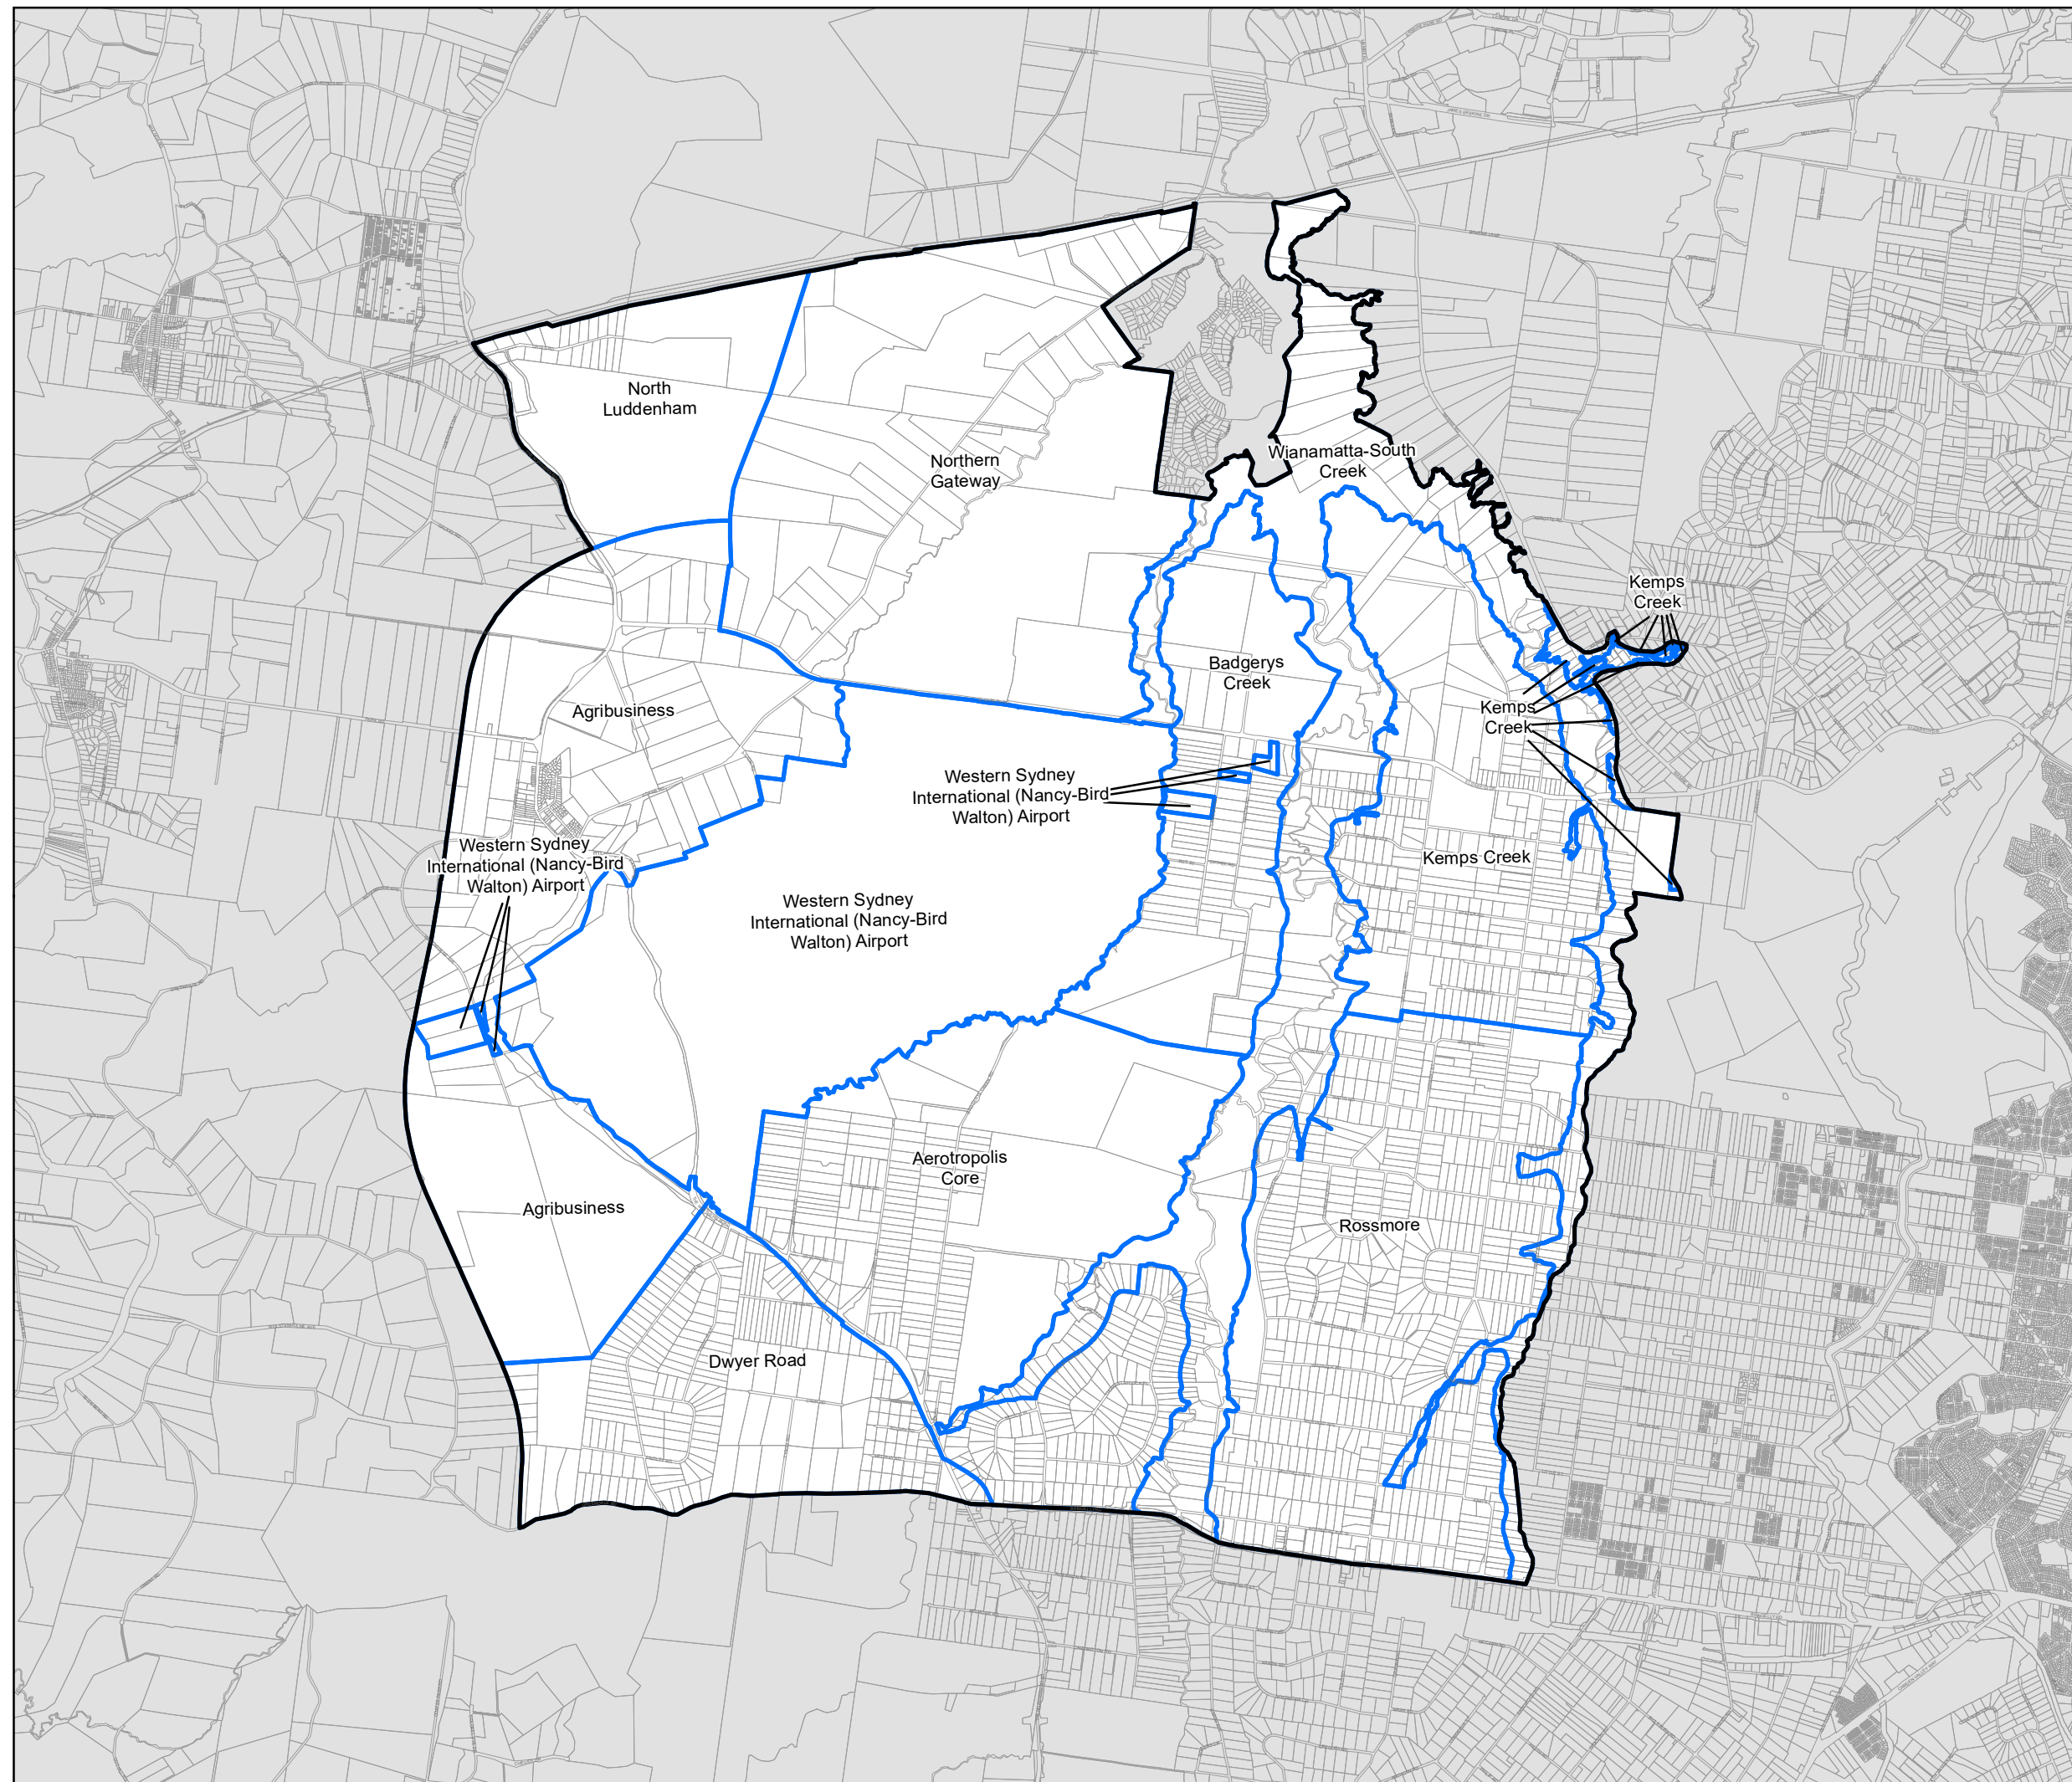 North
Luddenham
Northern
Gateway
Wianamatta-South
Creek
Kemps
Creek
Badgerys
Creek
Kemps
Creek
Agribusiness
Western Sydney
International (Nancy-Bird
Walton) Airport
Western Sydney
International (Nancy-Bird
Walton) Airport
Kemps Creek
Western Sydney
International (Nancy-Bird
Walton) Airport
Aerotropolis
Core
Agribusiness
Rossmore
Dwyer Road